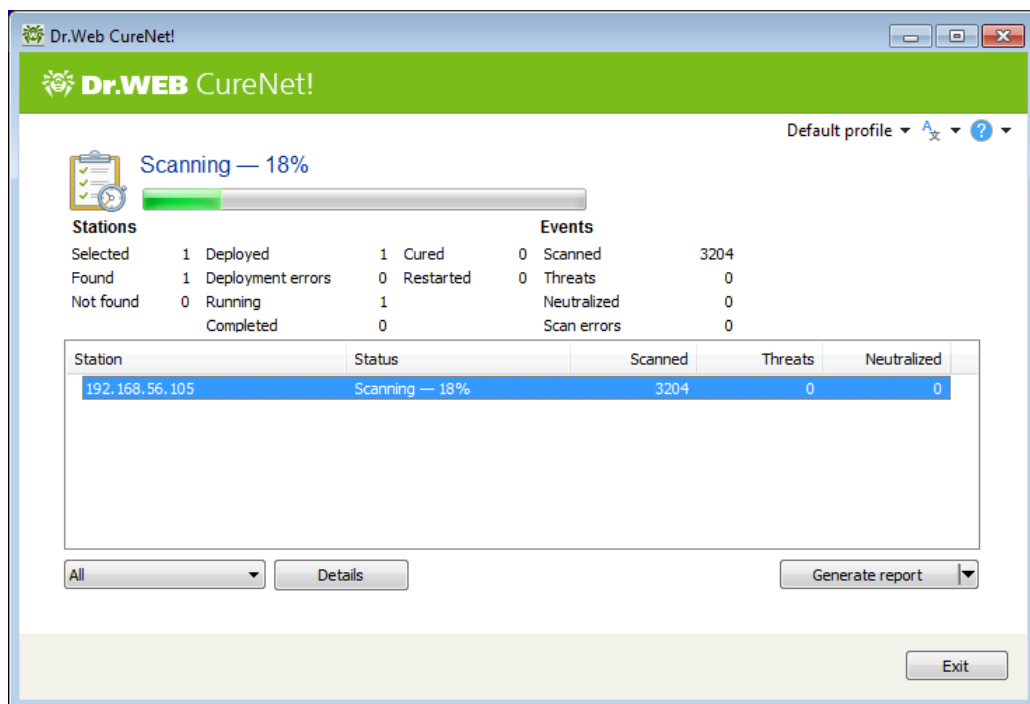 Dr.Web CureNet!
Dr.WEB CureNet!
Default profile
Scanning — 18%
Stations Events
Selected 1 Deployed 1 Cured 0 Scanned 3204
Found 1 Deployment errors 0 Restarted 0 Threats 0
Not found 0 Running 1 Neutralized 0
Completed 0 Scan errors 0
Station Status Scanned Threats Neutralized
192.168.56.105 Scanning — 18% 3204 0 0
All Details Generate report
Exit